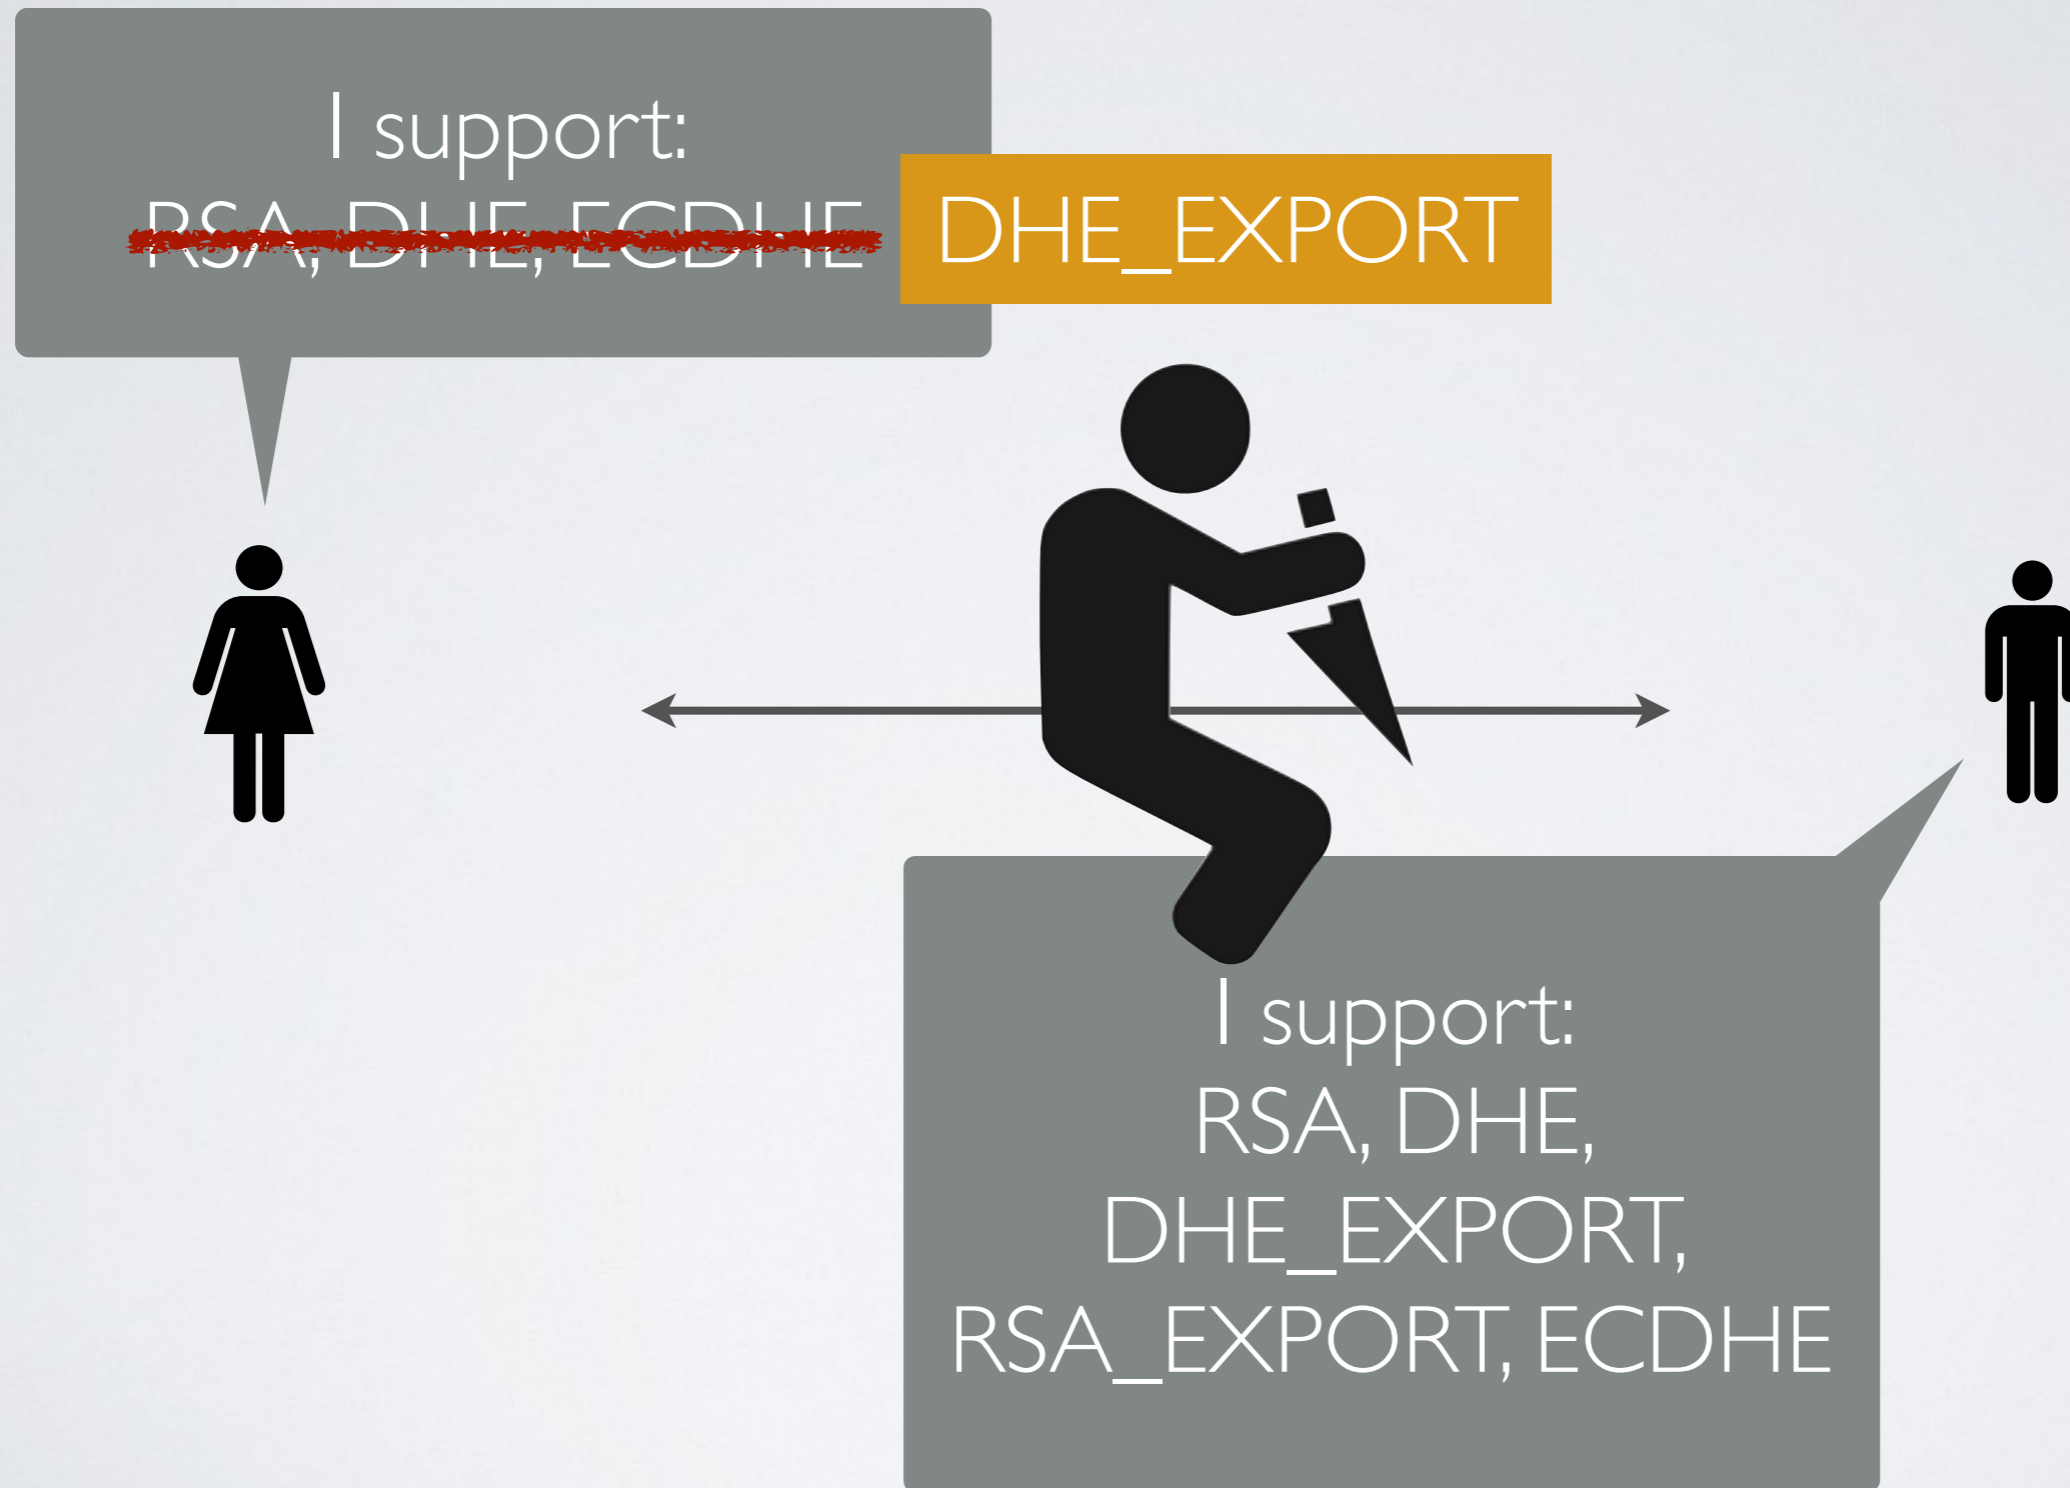 I support:
RSA, DHE, ECDHE
DHE_EXPORT
I support:
RSA, DHE,
DHE_EXPORT,
RSA_EXPORT, ECDHE